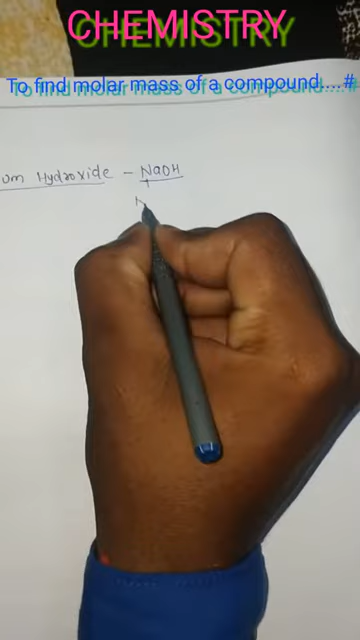 CHEMISTRY
To find molar mass of a compound....#
um Hydroxide - NaOH
N